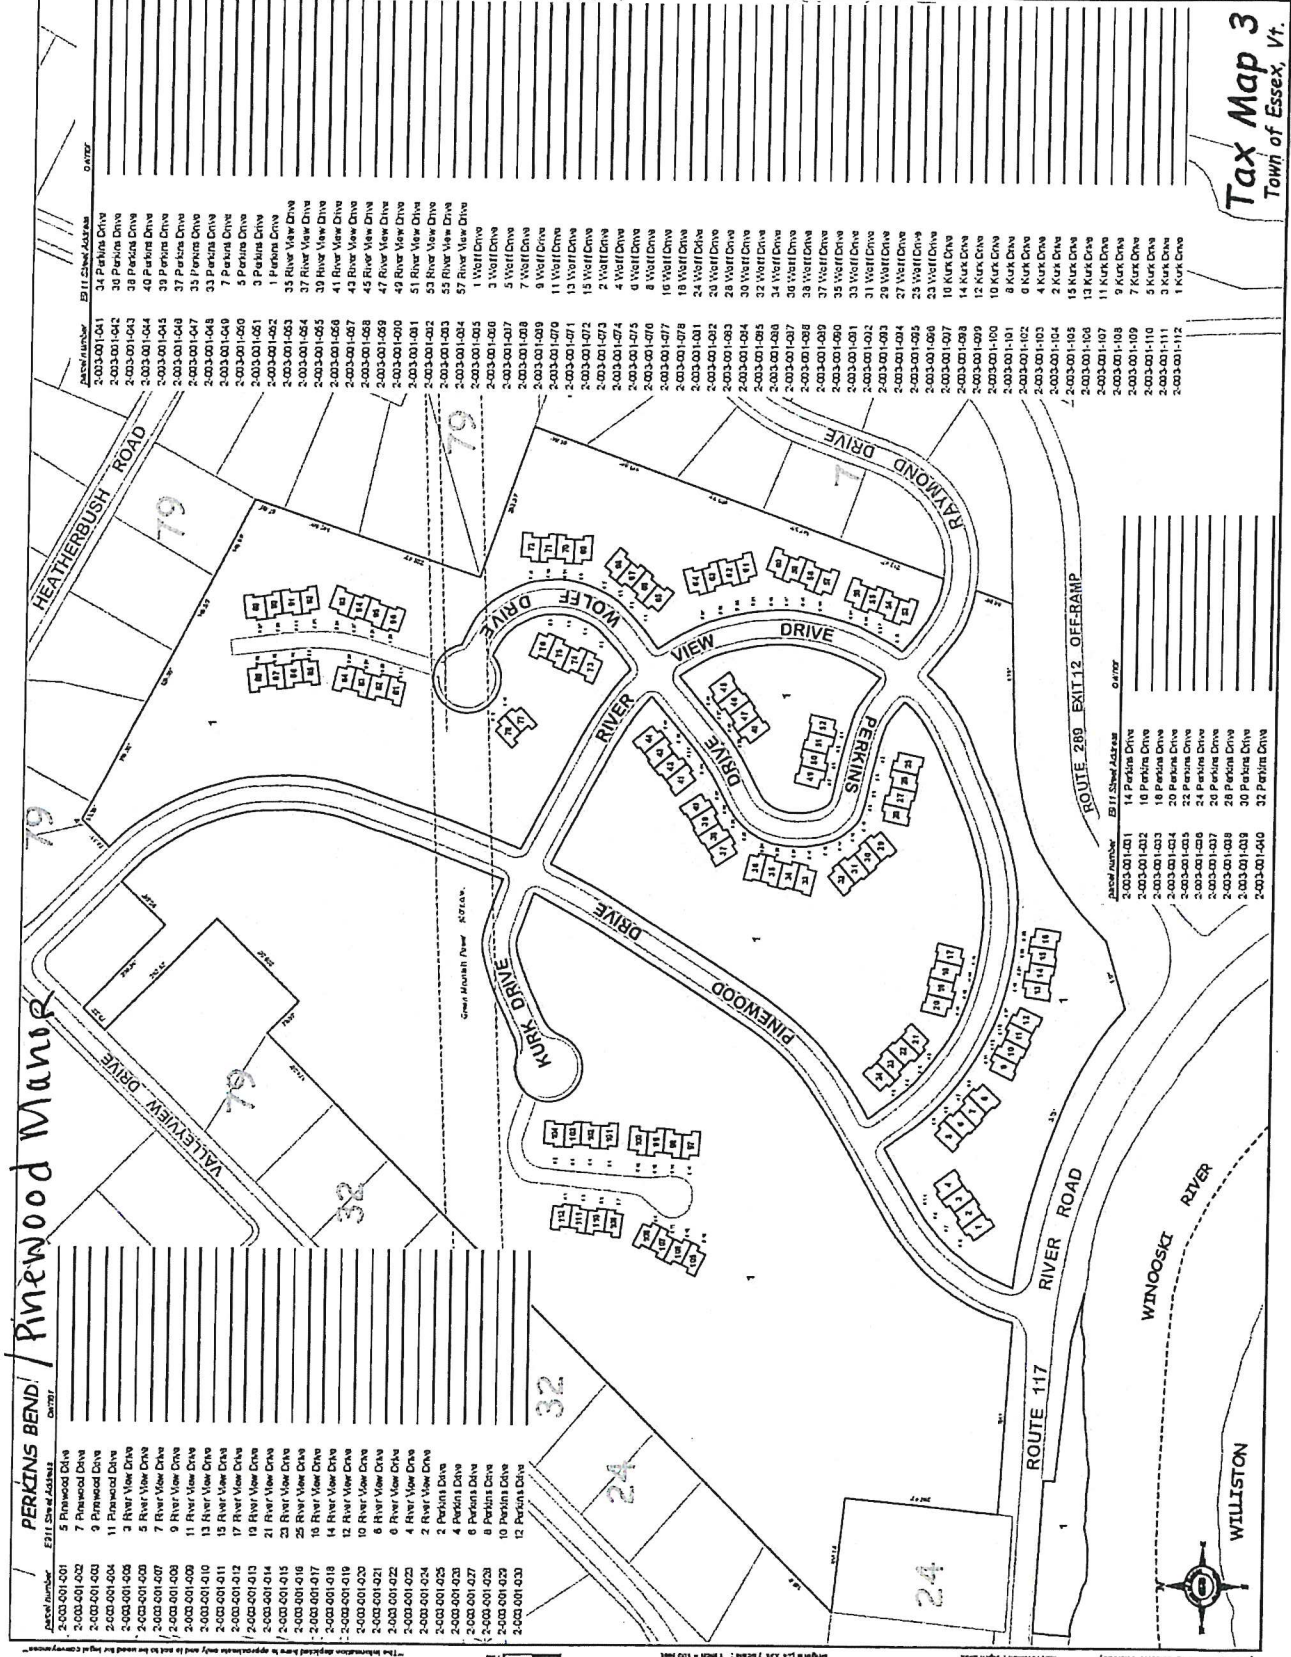 PERKINS BEND / Pinewood Manor
parcel number E911 Street Address owner
2-003-001-001 5 Pinewood Drive
2-003-001-002 7 Pinewood Drive
2-003-001-003 9 Pinewood Drive
2-003-001-004 11 Pinewood Drive
2-003-001-005 3 River View Drive
2-003-001-006 5 River View Drive
2-003-001-007 7 River View Drive
2-003-001-008 9 River View Drive
2-003-001-009 11 River View Drive
2-003-001-010 13 River View Drive
2-003-001-011 15 River View Drive
2-003-001-012 17 River View Drive
2-003-001-013 19 River View Drive
2-003-001-014 21 River View Drive
2-003-001-015 23 River View Drive
2-003-001-016 25 River View Drive
2-003-001-017 16 River View Drive
2-003-001-018 14 River View Drive
2-003-001-019 12 River View Drive
2-003-001-020 10 River View Drive
2-003-001-021 8 River View Drive
2-003-001-022 6 River View Drive
2-003-001-023 4 River View Drive
2-003-001-024 2 River View Drive
2-003-001-025 2 Perkins Drive
2-003-001-026 4 Perkins Drive
2-003-001-027 6 Perkins Drive
2-003-001-028 8 Perkins Drive
2-003-001-029 10 Perkins Drive
2-003-001-030 12 Perkins Drive
parcel number E911 Street Address owner
2-003-001-031 14 Perkins Drive
2-003-001-032 16 Perkins Drive
2-003-001-033 18 Perkins Drive
2-003-001-034 20 Perkins Drive
2-003-001-035 22 Perkins Drive
2-003-001-036 24 Perkins Drive
2-003-001-037 26 Perkins Drive
2-003-001-038 28 Perkins Drive
2-003-001-039 30 Perkins Drive
2-003-001-040 32 Perkins Drive
parcel number E911 Street Address owner
2-003-001-041 34 Perkins Drive
2-003-001-042 36 Perkins Drive
2-003-001-043 38 Perkins Drive
2-003-001-044 40 Perkins Drive
2-003-001-045 39 Perkins Drive
2-003-001-046 37 Perkins Drive
2-003-001-047 35 Perkins Drive
2-003-001-048 33 Perkins Drive
2-003-001-049 7 Perkins Drive
2-003-001-050 5 Perkins Drive
2-003-001-051 3 Perkins Drive
2-003-001-052 1 Perkins Drive
2-003-001-053 35 River View Drive
2-003-001-054 37 River View Drive
2-003-001-055 39 River View Drive
2-003-001-056 41 River View Drive
2-003-001-057 43 River View Drive
2-003-001-058 45 River View Drive
2-003-001-059 47 River View Drive
2-003-001-060 49 River View Drive
2-003-001-061 51 River View Drive
2-003-001-062 53 River View Drive
2-003-001-063 55 River View Drive
2-003-001-064 57 River View Drive
2-003-001-065 1 Wolff Drive
2-003-001-066 3 Wolff Drive
2-003-001-067 5 Wolff Drive
2-003-001-068 7 Wolff Drive
2-003-001-069 9 Wolff Drive
2-003-001-070 11 Wolff Drive
2-003-001-071 13 Wolff Drive
2-003-001-072 15 Wolff Drive
2-003-001-073 2 Wolff Drive
2-003-001-074 4 Wolff Drive
2-003-001-075 6 Wolff Drive
2-003-001-076 8 Wolff Drive
2-003-001-077 16 Wolff Drive
2-003-001-078 18 Wolff Drive
2-003-001-081 24 Wolff Drive
2-003-001-082 26 Wolff Drive
2-003-001-083 28 Wolff Drive
2-003-001-084 30 Wolff Drive
2-003-001-085 32 Wolff Drive
2-003-001-086 34 Wolff Drive
2-003-001-087 36 Wolff Drive
2-003-001-088 38 Wolff Drive
2-003-001-089 37 Wolff Drive
2-003-001-090 35 Wolff Drive
2-003-001-091 33 Wolff Drive
2-003-001-092 31 Wolff Drive
2-003-001-093 29 Wolff Drive
2-003-001-094 27 Wolff Drive
2-003-001-095 25 Wolff Drive
2-003-001-096 23 Wolff Drive
2-003-001-097 16 Kurk Drive
2-003-001-098 14 Kurk Drive
2-003-001-099 12 Kurk Drive
2-003-001-100 10 Kurk Drive
2-003-001-101 8 Kurk Drive
2-003-001-102 6 Kurk Drive
2-003-001-103 4 Kurk Drive
2-003-001-104 2 Kurk Drive
2-003-001-105 15 Kurk Drive
2-003-001-106 13 Kurk Drive
2-003-001-107 11 Kurk Drive
2-003-001-108 9 Kurk Drive
2-003-001-109 7 Kurk Drive
2-003-001-110 5 Kurk Drive
2-003-001-111 3 Kurk Drive
2-003-001-112 1 Kurk Drive
HEATHERBUSH ROAD
79
79
79
79
VALLEYVIEW DRIVE
32
32
24
24
7
WOLFF DRIVE
RIVER VIEW DRIVE
PERKINS DRIVE
RAYMOND DRIVE
KURK DRIVE
PINEWOOD DRIVE
Green Mountain Power R.O.W.
ROUTE 289 EXIT 12 OFF-RAMP
ROUTE 117
RIVER ROAD
WINOOSKI RIVER
WILLISTON
1
1
1
1
1
1
Tax Map 3
Town of Essex, Vt.
"The information depicted here is approximate only and is not to be used for legal conveyances"